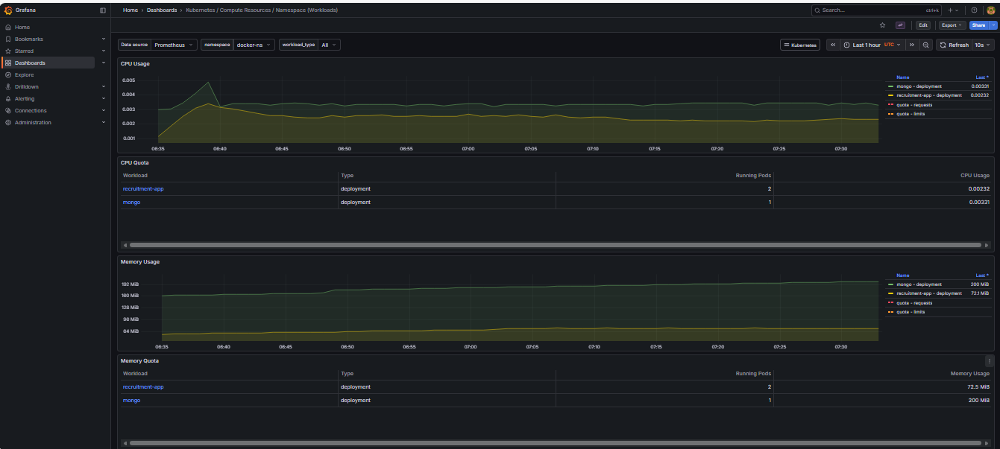 Grafana
Home › Dashboards › Kubernetes / Compute Resources / Namespace (Workloads)
Search... ctrl+k
Edit Export Share
Home
Bookmarks
Starred
Dashboards
Explore
Drilldown
Alerting
Connections
Administration
Data source Prometheus namespace docker-ns workload_type All
Kubernetes Last 1 hour UTC Refresh 10s
CPU Usage
0.005
0.004
0.003
0.002
0.001
06:35 06:40 06:45 06:50 06:55 07:00 07:05 07:10 07:15 07:20 07:25 07:30
Name Last *
mongo - deployment 0.00331
recruitment-app - deployment 0.00232
quota - requests
quota - limits
CPU Quota
Workload Type Running Pods CPU Usage
recruitment-app deployment 2 0.00232
mongo deployment 1 0.00331
Memory Usage
192 MiB
160 MiB
128 MiB
96 MiB
64 MiB
06:35 06:40 06:45 06:50 06:55 07:00 07:05 07:10 07:15 07:20 07:25 07:30
Name Last *
mongo - deployment 200 MiB
recruitment-app - deployment 72.1 MiB
quota - requests
quota - limits
Memory Quota
Workload Type Running Pods Memory Usage
recruitment-app deployment 2 72.5 MiB
mongo deployment 1 200 MiB